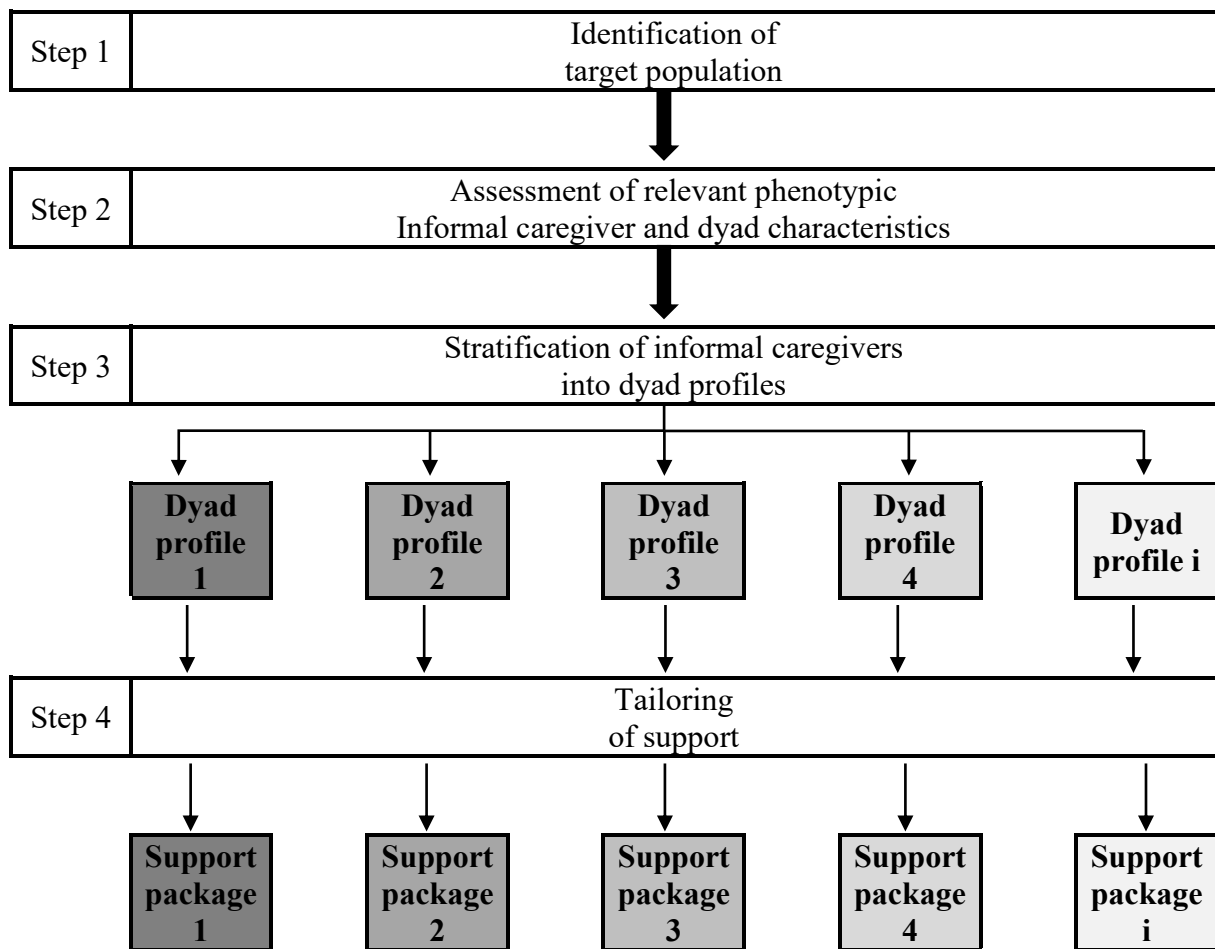 Step 1
Identification of
target population
Step 2
Assessment of relevant phenotypic
Informal caregiver and dyad characteristics
Step 3
Stratification of informal caregivers
into dyad profiles
Dyad
profile
1
Dyad
profile
2
Dyad
profile
3
Dyad
profile
4
Dyad
profile i
Step 4
Tailoring
of support
Support
package
1
Support
package
2
Support
package
3
Support
package
4
Support
package
i